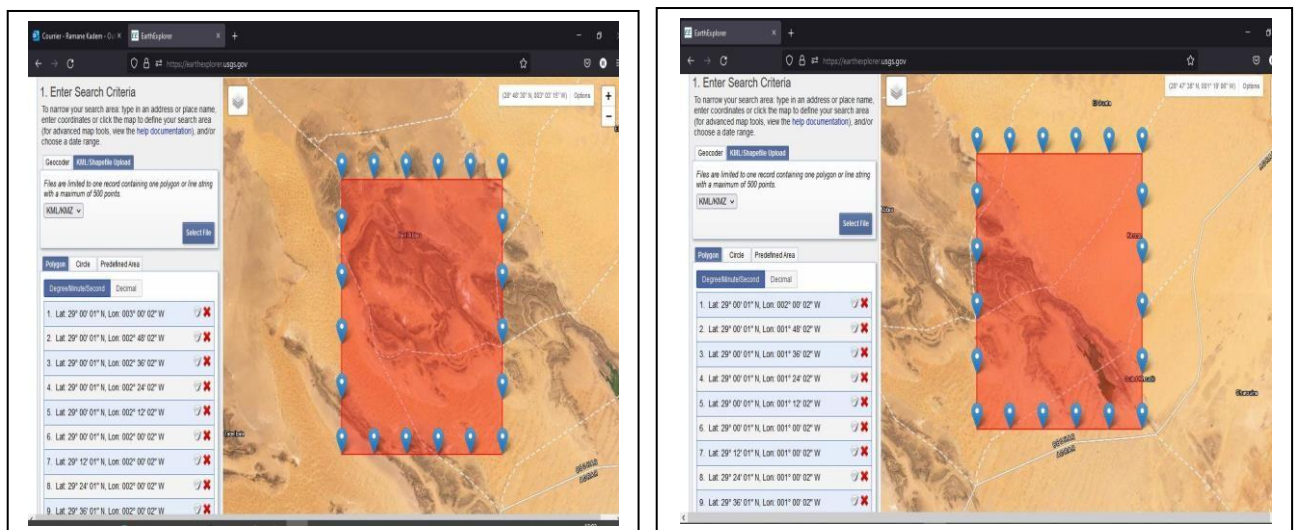 Courrier - Ramane Kadem - Ou
EarthExplorer
https://earthexplorer.usgs.gov
1. Enter Search Criteria
To narrow your search area: type in an address or place name,
enter coordinates or click the map to define your search area
(for advanced map tools, view the help documentation), and/or
choose a date range.
Geocoder KML/Shapefile Upload
Files are limited to one record containing one polygon or line string
with a maximum of 500 points.
KML/KMZ
Select File
Polygon Circle Predefined Area
Degree/Minute/Second Decimal
1. Lat: 29° 00' 01" N, Lon: 003° 00' 02" W
2. Lat: 29° 00' 01" N, Lon: 002° 48' 02" W
3. Lat: 29° 00' 01" N, Lon: 002° 36' 02" W
4. Lat: 29° 00' 01" N, Lon: 002° 24' 02" W
5. Lat: 29° 00' 01" N, Lon: 002° 12' 02" W
6. Lat: 29° 00' 01" N, Lon: 002° 00' 02" W
7. Lat: 29° 12' 01" N, Lon: 002° 00' 02" W
8. Lat: 29° 24' 01" N, Lon: 002° 00' 02" W
9. Lat: 29° 36' 01" N, Lon: 002° 00' 02" W
Options
+
−
EarthExplorer
https://earthexplorer.usgs.gov
1. Enter Search Criteria
To narrow your search area: type in an address or place name,
enter coordinates or click the map to define your search area
(for advanced map tools, view the help documentation), and/or
choose a date range.
Geocoder KML/Shapefile Upload
Files are limited to one record containing one polygon or line string
with a maximum of 500 points.
KML/KMZ
Select File
Polygon Circle Predefined Area
Degree/Minute/Second Decimal
1. Lat: 29° 00' 01" N, Lon: 002° 00' 02" W
2. Lat: 29° 00' 01" N, Lon: 001° 48' 02" W
3. Lat: 29° 00' 01" N, Lon: 001° 36' 02" W
4. Lat: 29° 00' 01" N, Lon: 001° 24' 02" W
5. Lat: 29° 00' 01" N, Lon: 001° 12' 02" W
6. Lat: 29° 00' 01" N, Lon: 001° 00' 02" W
7. Lat: 29° 12' 01" N, Lon: 001° 00' 02" W
8. Lat: 29° 24' 01" N, Lon: 001° 00' 02" W
9. Lat: 29° 36' 01" N, Lon: 001° 00' 02" W
Options